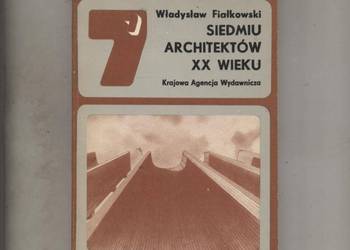 7
Władysław Fiałkowski
SIEDMIU
ARCHITEKTÓW
XX WIEKU
Krajowa Agencja Wydawnicza